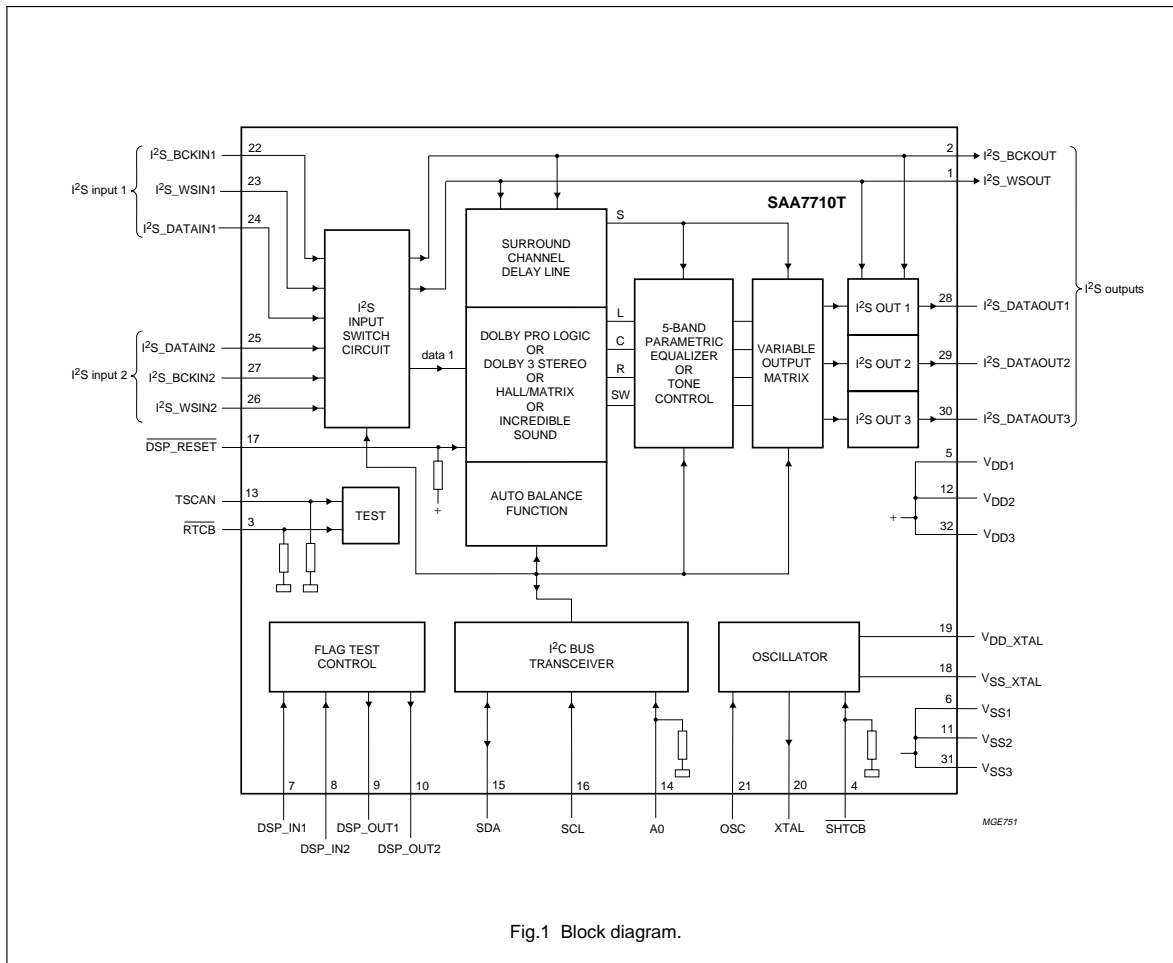 I²S input 1
I²S_BCKIN1
22
I²S_WSIN1
23
I²S_DATAIN1
24
I²S input 2
I²S_DATAIN2
25
I²S_BCKIN2
27
I²S_WSIN2
26
DSP_RESET
17
TSCAN
13
RTCB
3
I²S
INPUT
SWITCH
CIRCUIT
data 1
TEST
+
SURROUND
CHANNEL
DELAY LINE
DOLBY PRO LOGIC
OR
DOLBY 3 STEREO
OR
HALL/MATRIX
OR
INCREDIBLE
SOUND
AUTO BALANCE
FUNCTION
S
L
C
R
SW
SAA7710T
5-BAND
PARAMETRIC
EQUALIZER
OR
TONE
CONTROL
VARIABLE
OUTPUT
MATRIX
I²S OUT 1
I²S OUT 2
I²S OUT 3
2
I²S_BCKOUT
1
I²S_WSOUT
28
I²S_DATAOUT1
29
I²S_DATAOUT2
30
I²S_DATAOUT3
I²S outputs
5
VDD1
12
VDD2
+
32
VDD3
19
VDD_XTAL
18
VSS_XTAL
6
VSS1
11
VSS2
31
VSS3
FLAG TEST
CONTROL
I²C BUS
TRANSCEIVER
OSCILLATOR
7
8
9
10
15
16
14
21
20
4
DSP_IN1
DSP_IN2
DSP_OUT1
DSP_OUT2
SDA
SCL
A0
OSC
XTAL
SHTCB
MGE751
Fig.1 Block diagram.